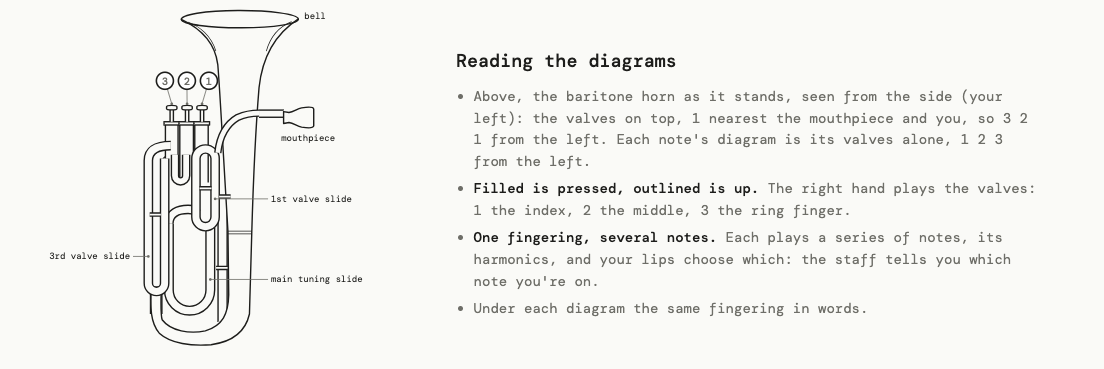 bell
3 2 1
mouthpiece
1st valve slide
3rd valve slide
main tuning slide
Reading the diagrams
• Above, the baritone horn as it stands, seen from the side (your
left): the valves on top, 1 nearest the mouthpiece and you, so 3 2
1 from the left. Each note's diagram is its valves alone, 1 2 3
from the left.
• Filled is pressed, outlined is up. The right hand plays the valves:
1 the index, 2 the middle, 3 the ring finger.
• One fingering, several notes. Each plays a series of notes, its
harmonics, and your lips choose which: the staff tells you which
note you're on.
• Under each diagram the same fingering in words.